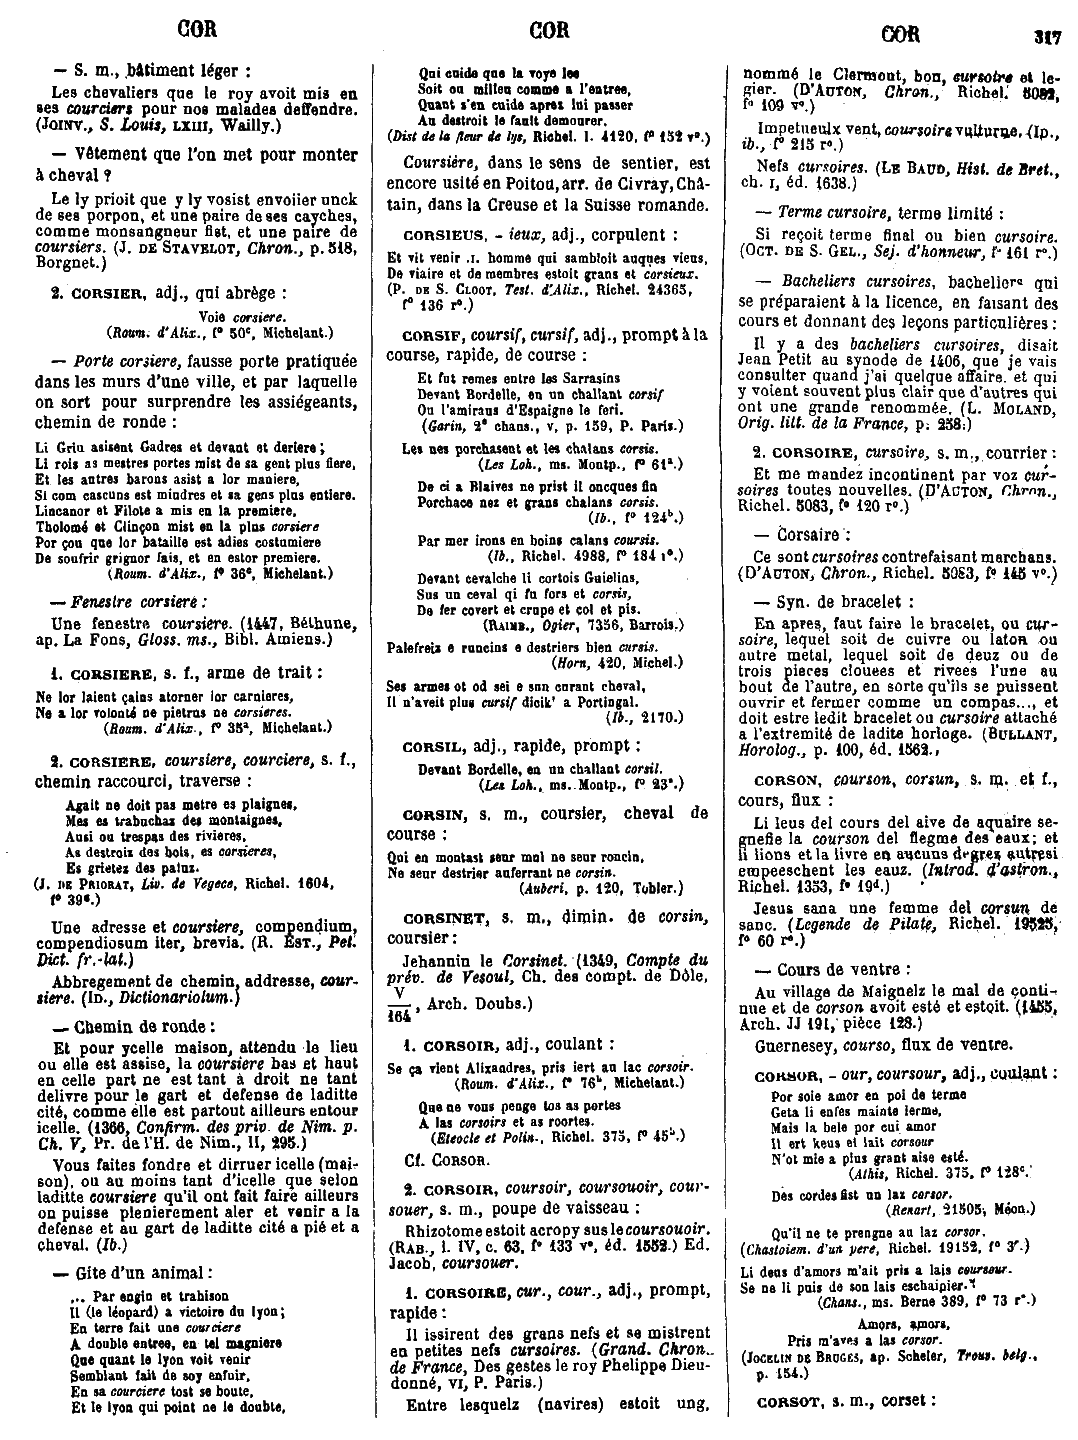 COR
COR
COR
317
— S. m., bâtiment léger :
Les chevaliers que le roy avoit mis en
ses courciers pour nos malades deffendre.
(JOINV., S. Louis, LXIII, Wailly.)
— Vêtement que l'on met pour monter
à cheval ?
Le ly prioit que y ly vosist envoiier unck
de ses porpon, et une paire de ses cayches,
comme monsangneur fist, et une paire de
coursiers. (J. DE STAVELOT, Chron., p. 518,
Borgnet.)
2. CORSIER, adj., qui abrège :
Voie corsiere.
(Roum. d'Alix., f° 50c, Michelant.)
— Porte corsiere, fausse porte pratiquée
dans les murs d'une ville, et par laquelle
on sort pour surprendre les assiégeants,
chemin de ronde :
Li Griu asisent Gadres et devant et deriere ;
Li rois as mestres portes mist de sa gent plus fiere,
Et les autres barons asist a lor maniere,
Si com cascuns est mindres et sa gens plus entiere.
Lincanor et Filote a mis en la premiere,
Tholomé et Clinçon mist en la plus corsiere
Por çou que lor bataille est adies costumiere
De soufrir grignor fais, et en estor premiere.
(Roum. d'Alix., f° 36c, Michelant.)
— Fenestre corsiere :
Une fenestre coursiere. (1447, Béthune,
ap. La Fons, Gloss. ms., Bibl. Amiens.)
1. CORSIERE, s. f., arme de trait :
Ne lor laient çains atorner lor carnieres,
Ne a lor volonté ne pietrus ne corsieres.
(Roum. d'Alix., f° 35a, Michelant.)
2. CORSIERE, coursiere, courciere, s. f.,
chemin raccourci, traverse :
Agait ne doit pas metre es plaignes,
Mes es trabuchaz des montaignes,
Ausi ou trespas des rivieres,
As destroiz des bois, es corsieres,
Es grietez des paluz.
(J. DE PRIORAT, Liv. de Vegece, Richel. 1604,
f° 39c.)
Une adresse et coursiere, compendium,
compendiosum iter, brevia. (R. EST., Pet.
Dict. fr.-lat.)
Abbregement de chemin, addresse, cour-
siere. (ID., Dictionariolum.)
— Chemin de ronde :
Et pour ycelle maison, attendu le lieu
ou elle est assise, la coursiere bas et haut
en celle part ne est tant à droit ne tant
delivre pour le gart et defense de laditte
cité, comme elle est partout ailleurs entour
icelle. (1366, Confirm. des priv. de Nim. p.
Ch. V, Pr. de l'H. de Nim., II, 295.)
Vous faites fondre et dirruer icelle (mai-
son), ou au moins tant d'icelle que selon
laditte coursiere qu'il ont fait faire ailleurs
on puisse plenierement aler et venir a la
defense et au gart de laditte cité a pié et a
cheval. (Ib.)
— Gite d'un animal :
... Par engin et trahison
Il (le léopard) a victoire du lyon ;
En terre fait une courciere
A double entree, en tel magniere
Que quant le lyon voit venir
Semblant fait de soy enfuir,
En sa courciere tost se boute,
Et le lyon qui point ne le doubte,
Qui cuide que la voye les
Soit ou millou comme a l'entree,
Quant s'en cuide aprez lui passer
Au destroit le fault demourer.
(Dist de la fleur de lys, Richel. l. 4120, f° 152 v°.)
Coursière, dans le sens de sentier, est
encore usité en Poitou, arr. de Civray, Châ-
tain, dans la Creuse et la Suisse romande.
CORSIEUS, - ieux, adj., corpulent :
Et vit venir .I. homme qui sambloit auques viens,
De viaire et de membres estoit grans et corsieux.
(P. DE S. CLOOT, Test. d'Alix., Richel. 24365,
f° 136 r°.)
CORSIF, coursif, cursif, adj., prompt à la
course, rapide, de course :
Et fut remes entre les Sarrasins
Devant Bordelle, en un challant corsif
Ou l'amiraus d'Espaigne le feri.
(Garin, 2e chans., v, p. 159, P. Paris.)
Les nes porchasent et les chalans corsis.
(Les Loh., ms. Montp., f° 61a.)
De ci a Blaives ne prist il oncques fin
Porchace nez et grans chalans corsis.
(Ib., f° 124b.)
Par mer irons en boins calans coursis.
(Ib., Richel. 4988, f° 184 r°.)
Devant cevalche li cortois Guielins,
Sus un ceval qi fu fors et corsis,
De fer covert et crupe et col et pis.
(RAIMB., Ogier, 7356, Barrois.)
Palefreiz e runcins e destriers bien cursis.
(Horn, 420, Michel.)
Ses armes ot od sei e sun curant cheval,
Il n'aveit plus cursif dicik' a Portingal.
(Ib., 2170.)
CORSIL, adj., rapide, prompt :
Devant Bordelle, en un challant corsil.
(Les Loh., ms. Montp., f° 23c.)
CORSIN, s. m., coursier, cheval de
course :
Qui en montast seur mul ne seur roncin,
Ne seur destrier auferrant ne corsin.
(Auberi, p. 120, Tobler.)
CORSINET, s. m., dimin. de corsin,
coursier :
Jehannin le Corsinet. (1349, Compte du
prév. de Vesoul, Ch. des compt. de Dôle,
V
164, Arch. Doubs.)
1. CORSOIR, adj., coulant :
Se ça vient Alixandres, pris iert au lac corsoir.
(Roum. d'Alix., f° 76b, Michelant.)
Que ne vous penge tos as portes
A las corsoirs et as roortes.
(Eteocle et Polin., Richel. 375, f° 45b.)
Cf. CORSOR.
2. CORSOIR, coursoir, coursouoir, cour-
souer, s. m., poupe de vaisseau :
Rhizotome estoit acropy sus le coursouoir.
(RAB., l. IV, c. 63, f° 133 v°, éd. 1552.) Ed.
Jacob, coursouer.
1. CORSOIRE, cur., cour., adj., prompt,
rapide :
Il issirent des grans nefs et se mistrent
en petites nefs cursoires. (Grand. Chron.
de France, Des gestes le roy Phelippe Dieu-
donné, VI, P. Paris.)
Entre lesquelz (navires) estoit ung,
nommé le Clermont, bon, cursoire et le-
gier. (D'AUTON, Chron., Richel. 5082,
f° 109 v°.)
Impetueulx vent, coursoire vulturne. (ID.,
ib., f° 215 r°.)
Nefs cursoires. (LE BAUD, Hist. de Bret.,
ch. I, éd. 1638.)
— Terme cursoire, terme limité :
Si reçoit terme final ou bien cursoire.
(OCT. DE S. GEL., Sej. d'honneur, f° 161 r°.)
— Bacheliers cursoires, bacheliers qui
se préparaient à la licence, en faisant des
cours et donnant des leçons particulières :
Il y a des bacheliers cursoires, disait
Jean Petit au synode de 1406, que je vais
consulter quand j'ai quelque affaire. et qui
y voient souvent plus clair que d'autres qui
ont une grande renommée. (L. MOLAND,
Orig. litt. de la France, p. 258.)
2. CORSOIRE, cursoire, s. m., courrier :
Et me mandez incontinent par voz cur-
soires toutes nouvelles. (D'AUTON, Chron.,
Richel. 5083, f° 120 r°.)
— Corsaire :
Ce sont cursoires contrefaisant marchans.
(D'AUTON, Chron., Richel. 5083, f° 145 v°.)
— Syn. de bracelet :
En apres, faut faire le bracelet, ou cur-
soire, lequel soit de cuivre ou laton ou
autre metal, lequel soit de deuz ou de
trois pieces clouees et rivees l'une au
bout de l'autre, en sorte qu'ils se puissent
ouvrir et fermer comme un compas..., et
doit estre ledit bracelet ou cursoire attaché
a l'extremité de ladite horloge. (BULLANT,
Horolog., p. 100, éd. 1562.)
CORSON, courson, corsun, s. m. et f.,
cours, flux :
Li leus del cours del aive de aquaire se-
gnefie la courson del flegme des eaux ; et
li lions et la livre en aucuns degrez autresi
empeeschent les eauz. (Introd. d'astron.,
Richel. 1353, f° 19d.)
Jesus sana une femme del corsun de
sanc. (Legende de Pilate, Richel. 19525,
f° 60 r°.)
— Cours de ventre :
Au village de Maignelz le mal de conti-
nue et de corson avoit esté et estoit. (1455,
Arch. JJ 191, pièce 128.)
Guernesey, courso, flux de ventre.
CORSOR, - our, coursour, adj., coulant :
Por soie amor en poi de terme
Geta li enfes mainte lerme,
Mais la bele por cui amor
Il ert keus el lait corsour
N'ot mie a plus grant aise esté.
(Athis, Richel. 375, f° 128c.)
Des cordes fist un laz corsor.
(Renart, 21505, Méon.)
Qu'il ne te prengne au laz corsor.
(Chastoiem. d'un pere, Richel. 19152, f° 3r.)
Li deus d'amors m'ait pris a lais courseur.
Se ne li puis de son lais eschaipier.
(Chans., ms. Berne 389, f° 73 r°.)
Amors, amors,
Pris m'aves a las corsor.
(JOCELIN DE BRUGES, ap. Scheler, Trouv. belg.,
p. 154.)
CORSOT, s. m., corset :